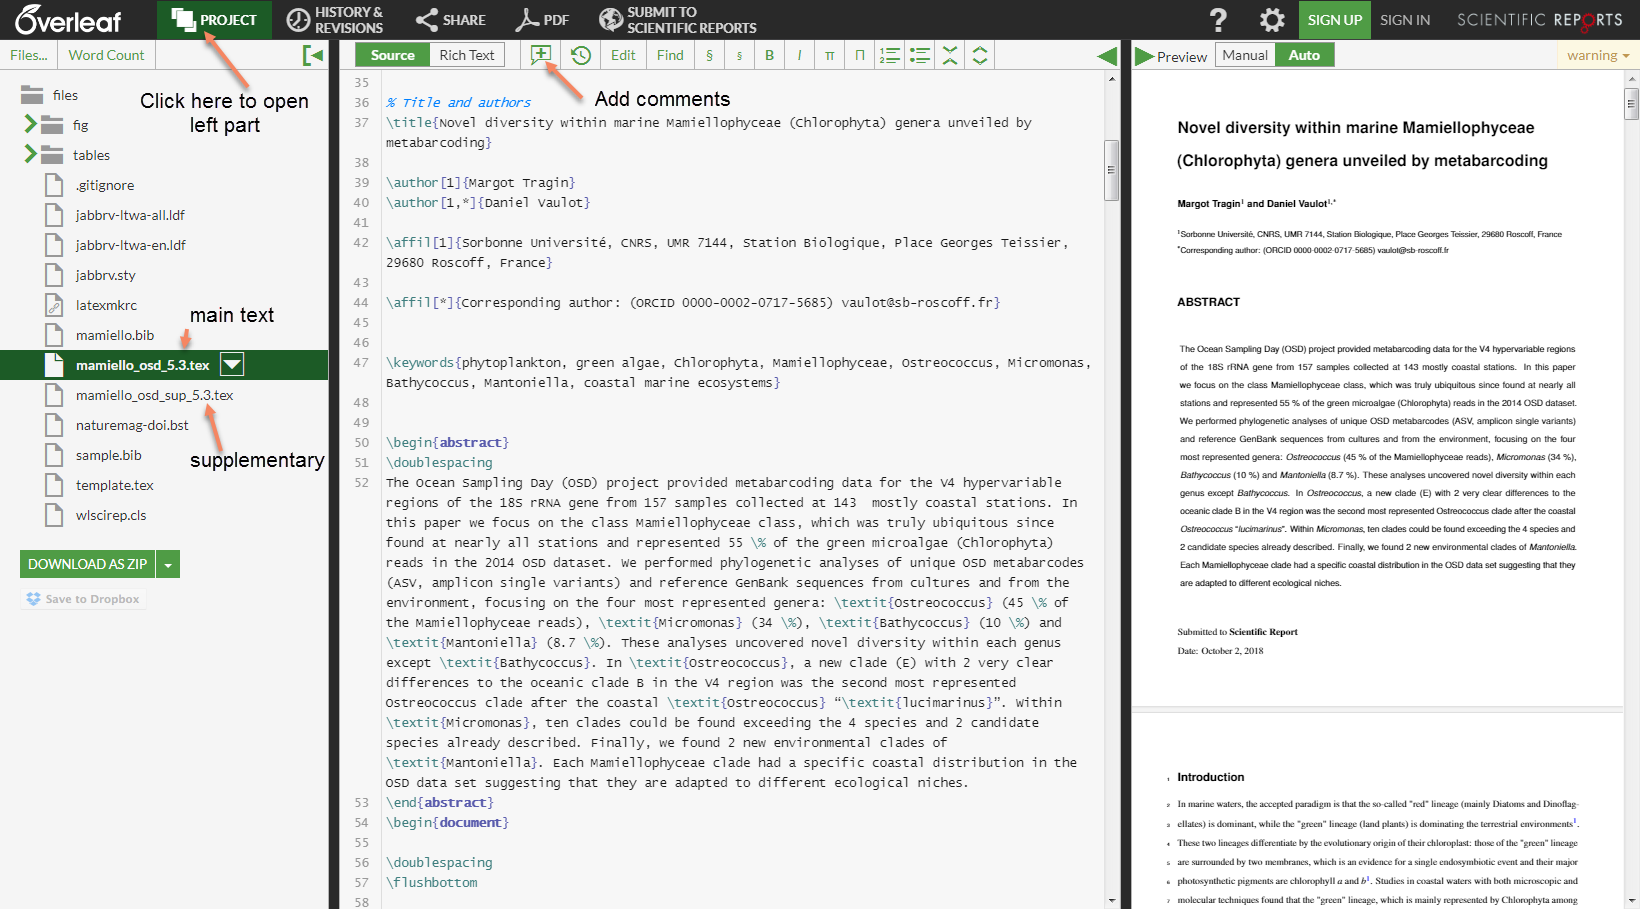 Overleaf
PROJECT
HISTORY &
REVISIONS
SHARE
PDF
SUBMIT TO
SCIENTIFIC REPORTS
?
SIGN UP
SIGN IN
SCIENTIFIC REPORTS
Files...
Word Count
Source
Rich Text
Edit
Find
§
§
B
I
π
Π
Preview
Manual
Auto
warning
Click here to open
left part
Add comments
files
fig
tables
.gitignore
jabbrv-ltwa-all.ldf
jabbrv-ltwa-en.ldf
jabbrv.sty
latexmkrc
main text
mamiello.bib
mamiello_osd_5.3.tex
mamiello_osd_sup_5.3.tex
naturemag-doi.bst
sample.bib
supplementary
template.tex
wlscirep.cls
DOWNLOAD AS ZIP
Save to Dropbox
35
36 % Title and authors
37 \title{Novel diversity within marine Mamiellophyceae (Chlorophyta) genera unveiled by
metabarcoding}
38
39 \author[1]{Margot Tragin}
40 \author[1,*]{Daniel Vaulot}
41
42 \affil[1]{Sorbonne Université, CNRS, UMR 7144, Station Biologique, Place Georges Teissier,
29680 Roscoff, France}
43
44 \affil[*]{Corresponding author: (ORCID 0000-0002-0717-5685) vaulot@sb-roscoff.fr}
45
46
47 \keywords{phytoplankton, green algae, Chlorophyta, Mamiellophyceae, Ostreococcus, Micromonas,
Bathycoccus, Mantoniella, coastal marine ecosystems}
48
49
50 \begin{abstract}
51 \doublespacing
52 The Ocean Sampling Day (OSD) project provided metabarcoding data for the V4 hypervariable
regions of the 18S rRNA gene from 157 samples collected at 143  mostly coastal stations. In
this paper we focus on the class Mamiellophyceae class, which was truly ubiquitous since
found at nearly all stations and represented 55 \% of the green microalgae (Chlorophyta)
reads in the 2014 OSD dataset. We performed phylogenetic analyses of unique OSD metabarcodes
(ASV, amplicon single variants) and reference GenBank sequences from cultures and from the
environment, focusing on the four most represented genera: \textit{Ostreococcus} (45 \% of
the Mamiellophyceae reads), \textit{Micromonas} (34 \%), \textit{Bathycoccus} (10 \%) and
\textit{Mantoniella} (8.7 \%). These analyses uncovered novel diversity within each genus
except \textit{Bathycoccus}. In \textit{Ostreococcus}, a new clade (E) with 2 very clear
differences to the oceanic clade B in the V4 region was the second most represented
Ostreococcus clade after the coastal \textit{Ostreococcus} “\textit{lucimarinus}”. Within
\textit{Micromonas}, ten clades could be found exceeding the 4 species and 2 candidate
species already described. Finally, we found 2 new environmental clades of
\textit{Mantoniella}. Each Mamiellophyceae clade had a specific coastal distribution in the
OSD data set suggesting that they are adapted to different ecological niches.
53 \end{abstract}
54 \begin{document}
55
56 \doublespacing
57 \flushbottom
58
Novel diversity within marine Mamiellophyceae
(Chlorophyta) genera unveiled by metabarcoding
Margot Tragin1 and Daniel Vaulot1,*
1Sorbonne Université, CNRS, UMR 7144, Station Biologique, Place Georges Teissier, 29680 Roscoff, France
*Corresponding author: (ORCID 0000-0002-0717-5685) vaulot@sb-roscoff.fr
ABSTRACT
The Ocean Sampling Day (OSD) project provided metabarcoding data for the V4 hypervariable regions
of the 18S rRNA gene from 157 samples collected at 143 mostly coastal stations. In this paper
we focus on the class Mamiellophyceae class, which was truly ubiquitous since found at nearly all
stations and represented 55 % of the green microalgae (Chlorophyta) reads in the 2014 OSD dataset.
We performed phylogenetic analyses of unique OSD metabarcodes (ASV, amplicon single variants)
and reference GenBank sequences from cultures and from the environment, focusing on the four
most represented genera: Ostreococcus (45 % of the Mamiellophyceae reads), Micromonas (34 %),
Bathycoccus (10 %) and Mantoniella (8.7 %). These analyses uncovered novel diversity within each
genus except Bathycoccus. In Ostreococcus, a new clade (E) with 2 very clear differences to the
oceanic clade B in the V4 region was the second most represented Ostreococcus clade after the coastal
Ostreococcus “lucimarinus”. Within Micromonas, ten clades could be found exceeding the 4 species and
2 candidate species already described. Finally, we found 2 new environmental clades of Mantoniella.
Each Mamiellophyceae clade had a specific coastal distribution in the OSD data set suggesting that they
are adapted to different ecological niches.
Submitted to Scientific Report
Date: October 2, 2018
1 Introduction
2 In marine waters, the accepted paradigm is that the so-called "red" lineage (mainly Diatoms and Dinoflag-
3 ellates) is dominant, while the "green" lineage (land plants) is dominating the terrestrial environments1.
4 These two lineages differentiate by the evolutionary origin of their chloroplast: those of the "green" lineage
5 are surrounded by two membranes, which is an evidence for a single endosymbiotic event and their major
6 photosynthetic pigments are chlorophyll a and b1. Studies in coastal waters with both microscopic and
7 molecular techniques found that the "green" lineage, which is mainly represented by Chlorophyta among